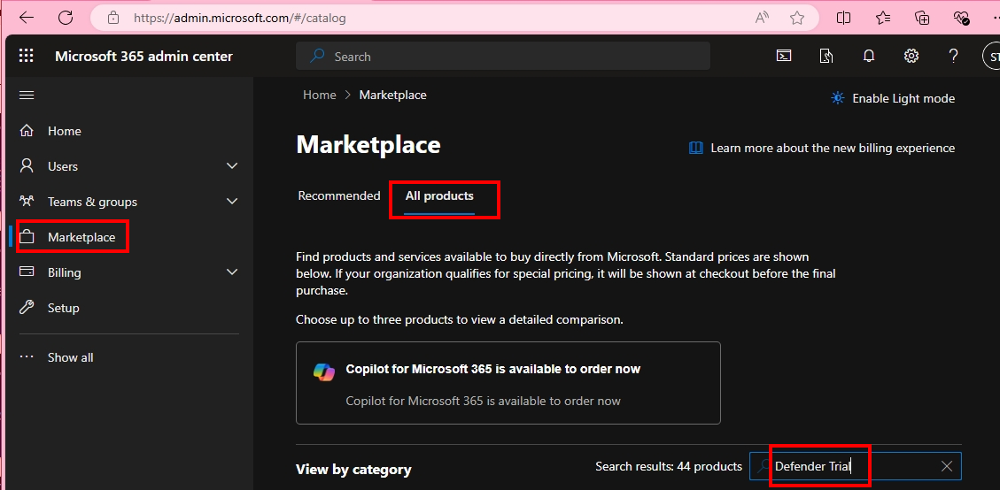 https://admin.microsoft.com/#/catalog
Microsoft 365 admin center
Search
ST
Home
Users
Teams & groups
Marketplace
Billing
Setup
Show all
Home > Marketplace
Enable Light mode
Marketplace
Learn more about the new billing experience
Recommended
All products
Find products and services available to buy directly from Microsoft. Standard prices are shown
below. If your organization qualifies for special pricing, it will be shown at checkout before the final
purchase.
Choose up to three products to view a detailed comparison.
Copilot for Microsoft 365 is available to order now
Copilot for Microsoft 365 is available to order now
View by category
Search results: 44 products
Defender Trial